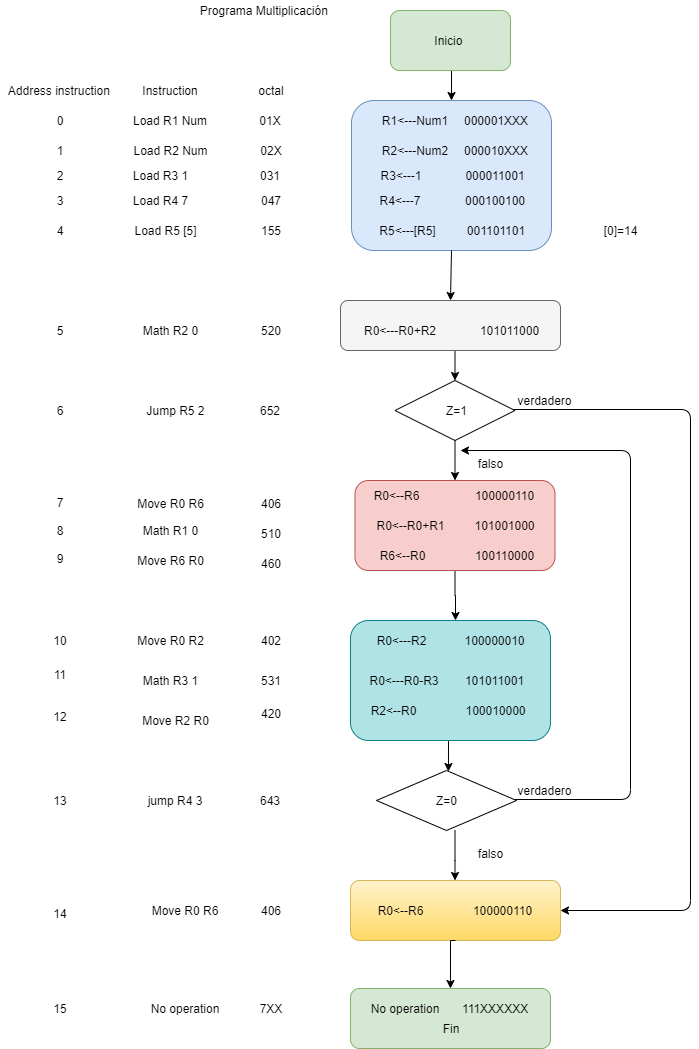 Programa Multiplicación
Inicio
Address instruction Instruction octal
0 Load R1 Num 01X R1<---Num1 000001XXX
1 Load R2 Num 02X R2<---Num2 000010XXX
2 Load R3 1 031 R3<---1 000011001
3 Load R4 7 047 R4<---7 000100100
4 Load R5 [5] 155 R5<---[R5] 001101101 [0]=14
5 Math R2 0 520 R0<---R0+R2 101011000
verdadero
6 Jump R5 2 652 Z=1
falso
7 Move R0 R6 406 R0<--R6 100000110
8 Math R1 0 510 R0<---R0+R1 101001000
9 Move R6 R0 460 R6<--R0 100110000
10 Move R0 R2 402 R0<---R2 100000010
11 Math R3 1 531 R0<---R0-R3 101011001
12 Move R2 R0 420 R2<--R0 100010000
verdadero
13 jump R4 3 643 Z=0
falso
14 Move R0 R6 406 R0<--R6 100000110
15 No operation 7XX No operation 111XXXXXX
Fin